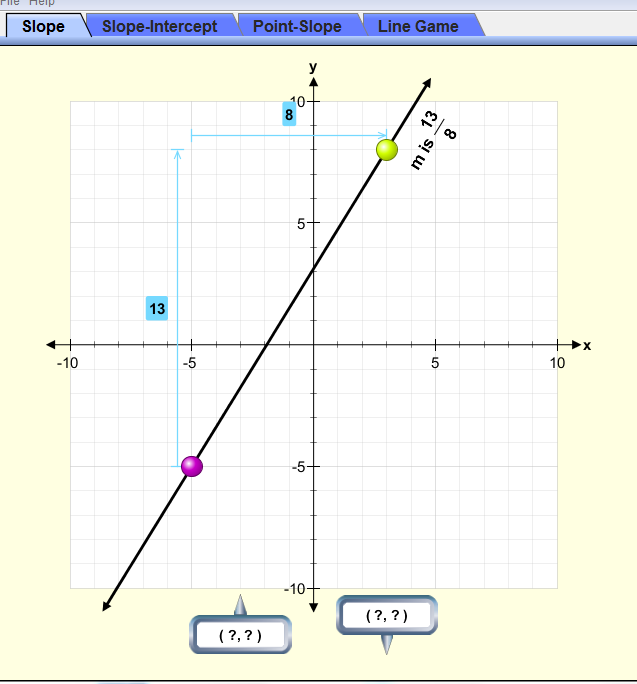 File Help
Slope Slope-Intercept Point-Slope Line Game
y
10
8
m is 13/8
5
13
x
-10 -5 5 10
-5
-10
( ?, ? )
( ?, ? )